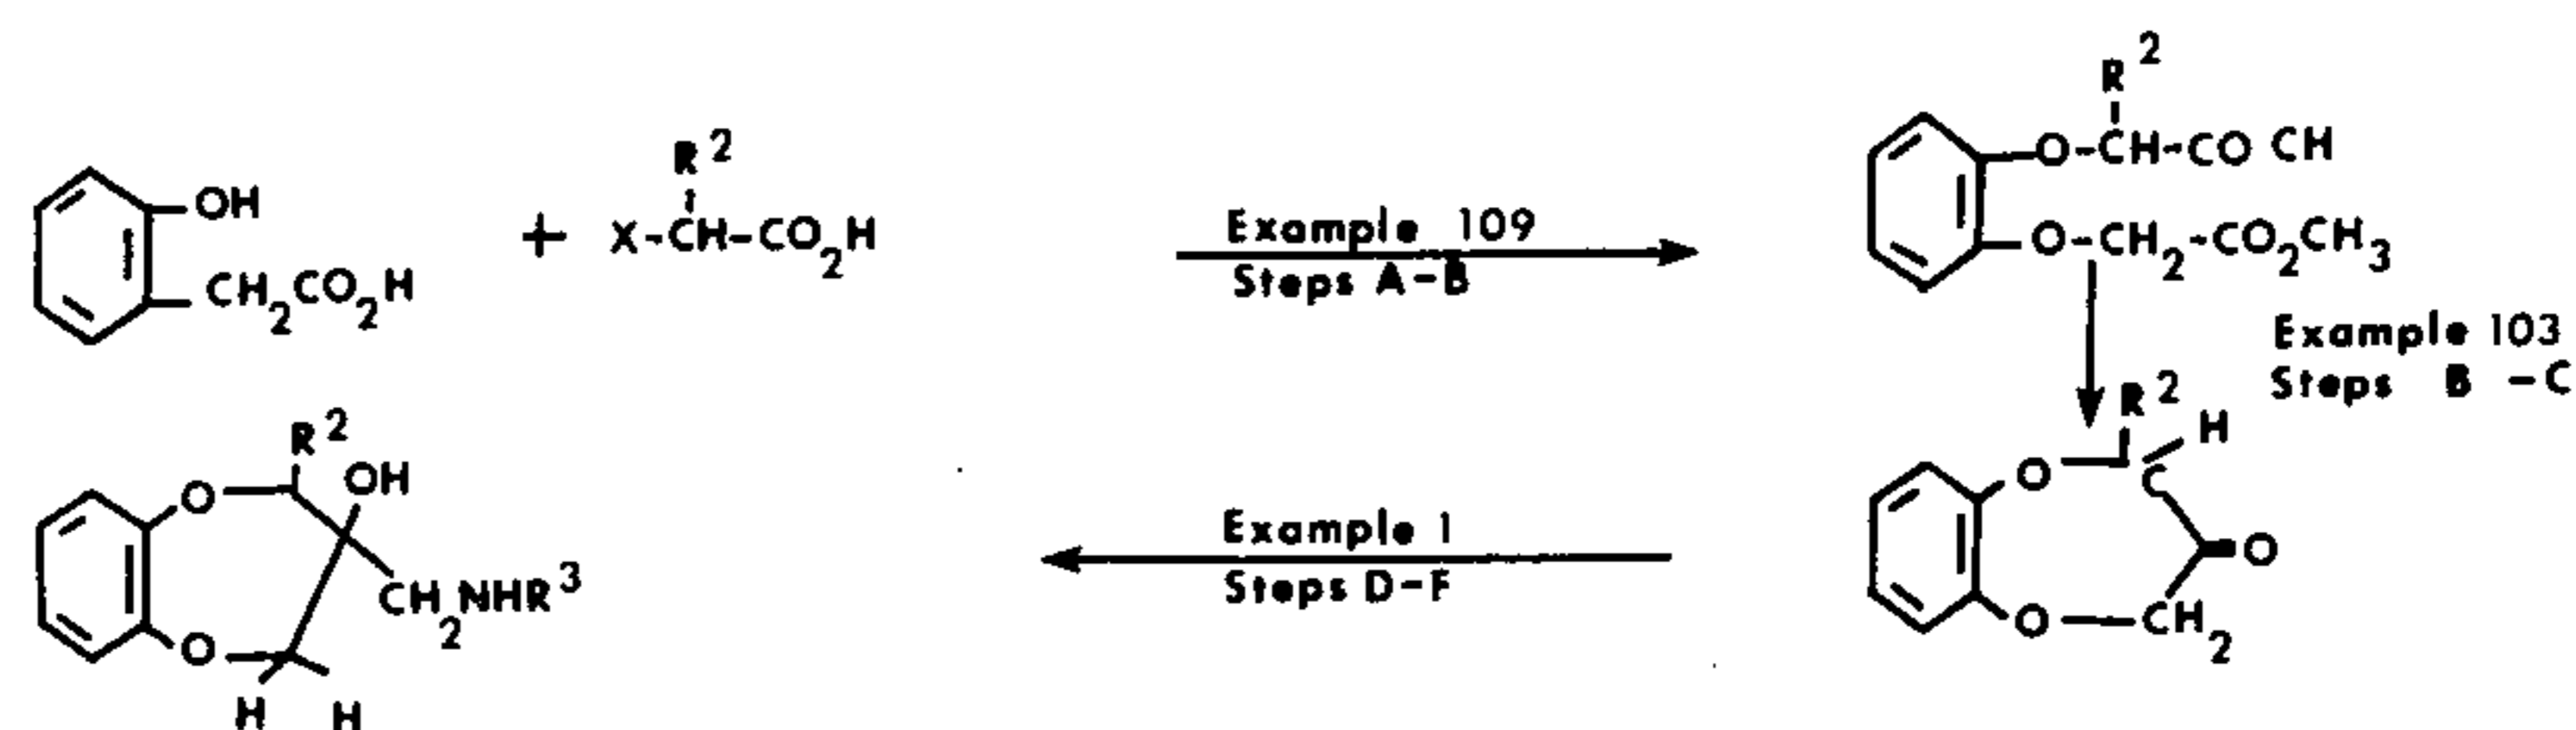 OH
CH2CO2H
+
R2
X-CH-CO2H
Example 109
Steps A-B
R2
O-CH-CO CH
O-CH2-CO2CH3
Example 103
Steps B -C
R2
H
O
C
O
O
CH2
Example 1
Steps D-F
R2
OH
O
CH2NHR3
O
H H